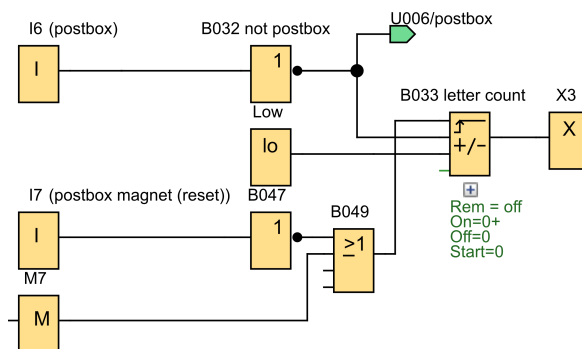 U006/postbox
I6 (postbox)
B032 not postbox
I
1
B033 letter count
X3
Low
+/-
X
lo
I7 (postbox magnet (reset))
B047
B049
Rem = off
On=0+
Off=0
Start=0
I
1
>1
M7
M